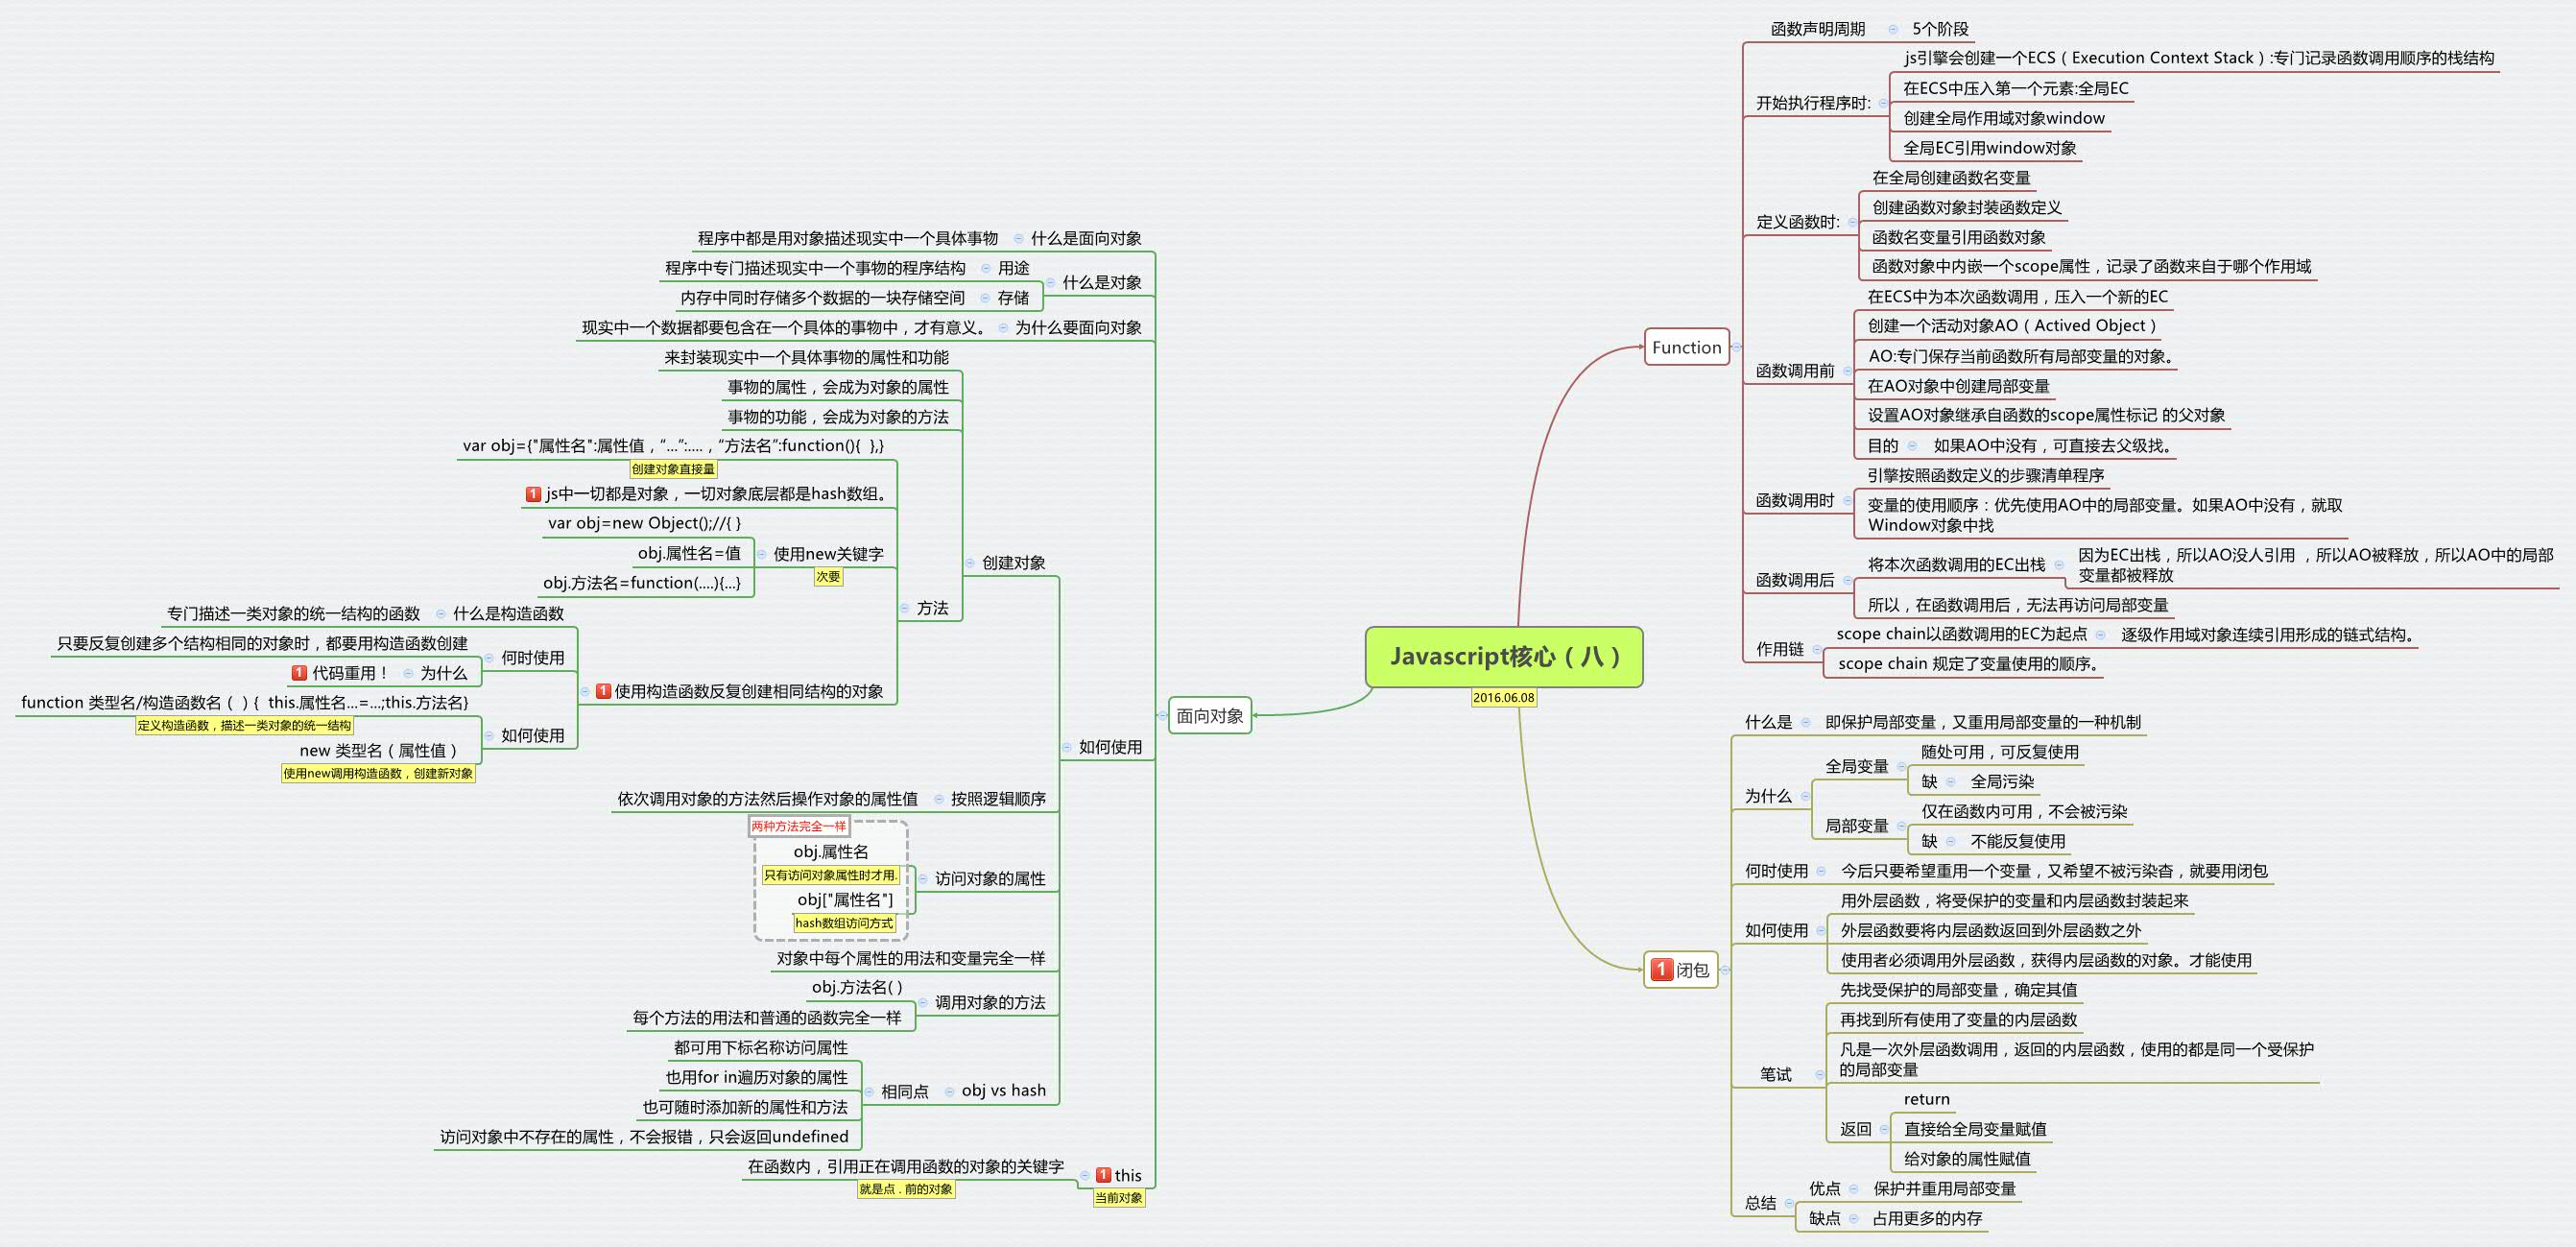 Javascript核心（八）
2016.06.08
Function
函数声明周期
5个阶段
开始执行程序时:
js引擎会创建一个ECS（Execution Context Stack）:专门记录函数调用顺序的栈结构
在ECS中压入第一个元素:全局EC
创建全局作用域对象window
全局EC引用window对象
定义函数时:
在全局创建函数名变量
创建函数对象封装函数定义
函数名变量引用函数对象
函数对象中内嵌一个scope属性，记录了函数来自于哪个作用域
函数调用前
在ECS中为本次函数调用，压入一个新的EC
创建一个活动对象AO（Actived Object）
AO:专门保存当前函数所有局部变量的对象。
在AO对象中创建局部变量
设置AO对象继承自函数的scope属性标记 的父对象
目的
如果AO中没有，可直接去父级找。
函数调用时
引擎按照函数定义的步骤清单程序
变量的使用顺序：优先使用AO中的局部变量。如果AO中没有，就取
Window对象中找
函数调用后
将本次函数调用的EC出栈
因为EC出栈，所以AO没人引用 ，所以AO被释放，所以AO中的局部
变量都被释放
所以，在函数调用后，无法再访问局部变量
作用链
scope chain以函数调用的EC为起点
逐级作用域对象连续引用形成的链式结构。
scope chain 规定了变量使用的顺序。
1 闭包
什么是
即保护局部变量，又重用局部变量的一种机制
为什么
全局变量
随处可用，可反复使用
缺
全局污染
局部变量
仅在函数内可用，不会被污染
缺
不能反复使用
何时使用
今后只要希望重用一个变量，又希望不被污染沓，就要用闭包
如何使用
用外层函数，将受保护的变量和内层函数封装起来
外层函数要将内层函数返回到外层函数之外
使用者必须调用外层函数，获得内层函数的对象。才能使用
笔试
先找受保护的局部变量，确定其值
再找到所有使用了变量的内层函数
凡是一次外层函数调用，返回的内层函数，使用的都是同一个受保护
的局部变量
返回
return
直接给全局变量赋值
给对象的属性赋值
总结
优点
保护并重用局部变量
缺点
占用更多的内存
面向对象
什么是面向对象
程序中都是用对象描述现实中一个具体事物
什么是对象
用途
程序中专门描述现实中一个事物的程序结构
存储
内存中同时存储多个数据的一块存储空间
为什么要面向对象
现实中一个数据都要包含在一个具体的事物中，才有意义。
如何使用
创建对象
来封装现实中一个具体事物的属性和功能
事物的属性，会成为对象的属性
事物的功能，会成为对象的方法
方法
var obj={"属性名":属性值，“...”:....，“方法名”:function(){  },}
创建对象直接量
1 js中一切都是对象，一切对象底层都是hash数组。
使用new关键字
次要
var obj=new Object();//{ }
obj.属性名=值
obj.方法名=function(....){...}
1 使用构造函数反复创建相同结构的对象
什么是构造函数
专门描述一类对象的统一结构的函数
何时使用
只要反复创建多个结构相同的对象时，都要用构造函数创建
为什么
1 代码重用！
如何使用
function 类型名/构造函数名（ ）{  this.属性名...=...;this.方法名}
定义构造函数，描述一类对象的统一结构
new 类型名（属性值）
使用new调用构造函数，创建新对象
按照逻辑顺序
依次调用对象的方法然后操作对象的属性值
访问对象的属性
两种方法完全一样
obj.属性名
只有访问对象属性时才用.
obj["属性名"]
hash数组访问方式
对象中每个属性的用法和变量完全一样
调用对象的方法
obj.方法名( )
每个方法的用法和普通的函数完全一样
obj vs hash
相同点
都可用下标名称访问属性
也用for in遍历对象的属性
也可随时添加新的属性和方法
访问对象中不存在的属性，不会报错，只会返回undefined
1 this
当前对象
在函数内，引用正在调用函数的对象的关键字
就是点 . 前的对象